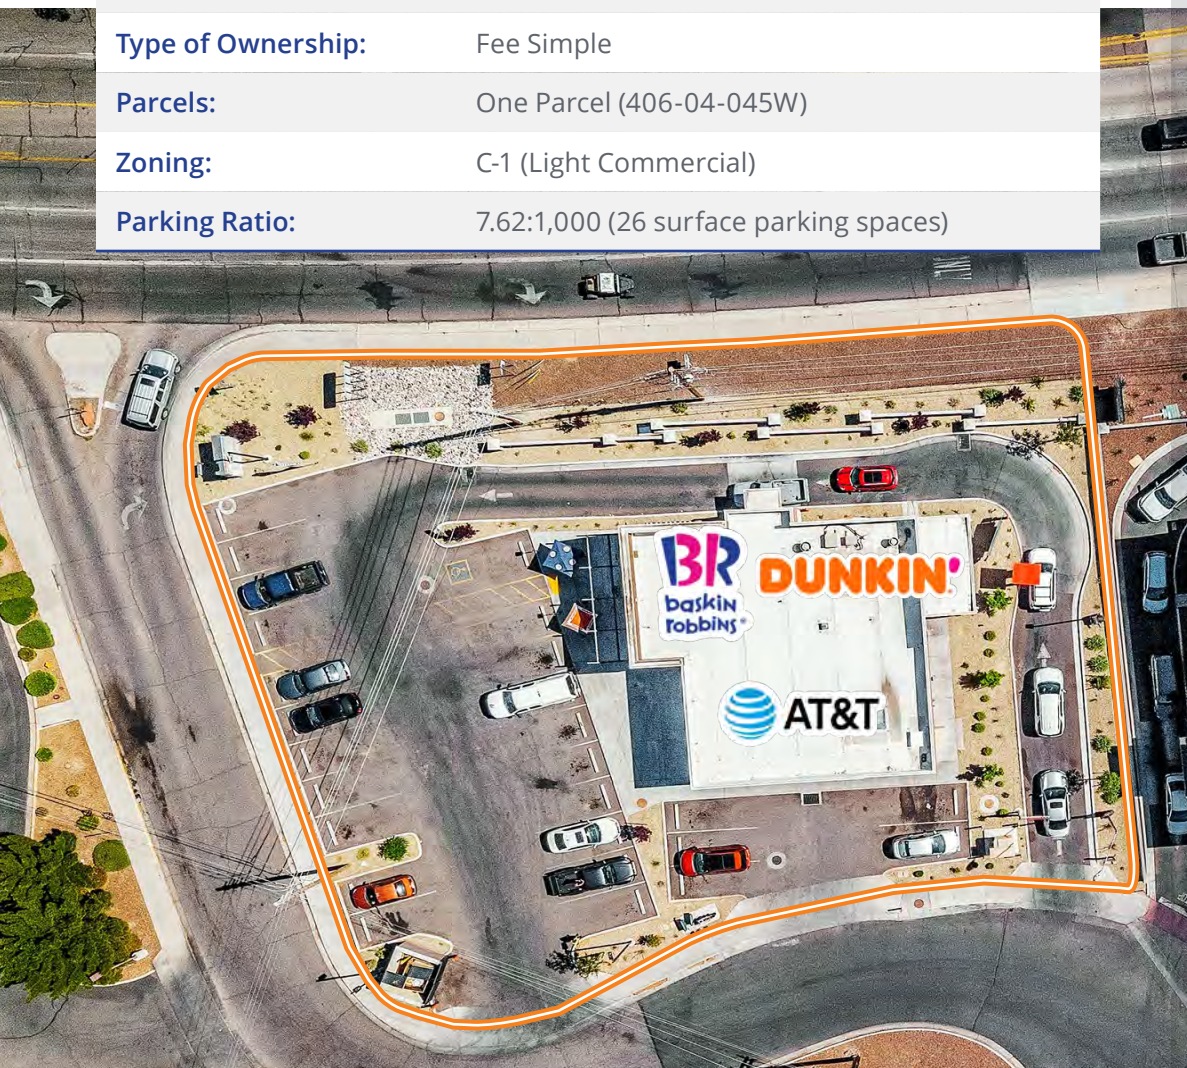 Type of Ownership: Fee Simple
Parcels: One Parcel (406-04-045W)
Zoning: C-1 (Light Commercial)
Parking Ratio: 7.62:1,000 (26 surface parking spaces)
BR
baskin
robbins®
DUNKIN'
AT&T